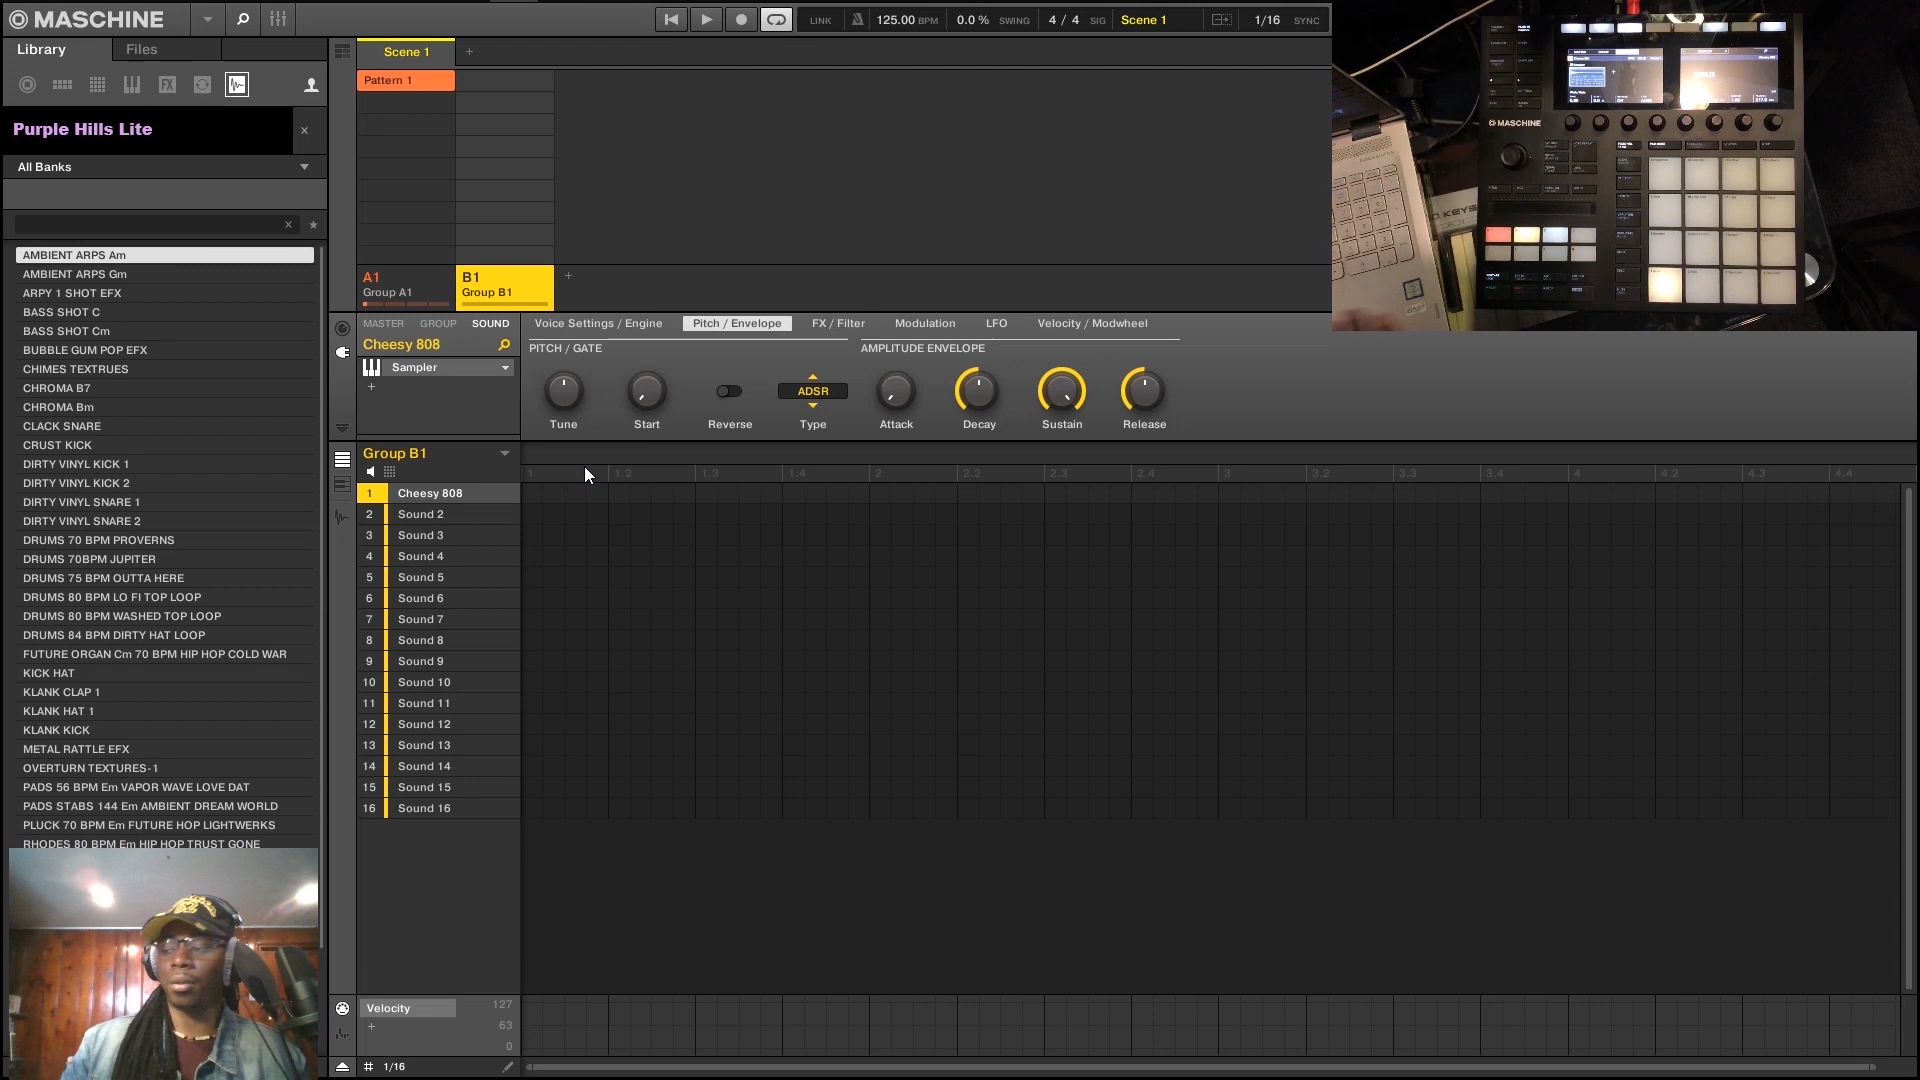 MASCHINE
LINK 125.00 BPM 0.0 % SWING 4 / 4 SIG Scene 1 1/16 SYNC
Library Files
Scene 1 +
Pattern 1
Purple Hills Lite ×
All Banks
AMBIENT ARPS Am
AMBIENT ARPS Gm
ARPY 1 SHOT EFX
BASS SHOT C
BASS SHOT Cm
BUBBLE GUM POP EFX
CHIMES TEXTRUES
CHROMA B7
CHROMA Bm
CLACK SNARE
CRUST KICK
DIRTY VINYL KICK 1
DIRTY VINYL KICK 2
DIRTY VINYL SNARE 1
DIRTY VINYL SNARE 2
DRUMS 70 BPM PROVERNS
DRUMS 70BPM JUPITER
DRUMS 75 BPM OUTTA HERE
DRUMS 80 BPM LO FI TOP LOOP
DRUMS 80 BPM WASHED TOP LOOP
DRUMS 84 BPM DIRTY HAT LOOP
FUTURE ORGAN Cm 70 BPM HIP HOP COLD WAR
KICK HAT
KLANK CLAP 1
KLANK HAT 1
KLANK KICK
METAL RATTLE EFX
OVERTURN TEXTURES-1
PADS 56 BPM Em VAPOR WAVE LOVE DAT
PADS STABS 144 Em AMBIENT DREAM WORLD
PLUCK 70 BPM Em FUTURE HOP LIGHTWERKS
RHODES 80 BPM Em HIP HOP TRUST GONE
A1 B1 +
Group A1 Group B1
MASTER GROUP SOUND
Cheesy 808
Sampler
+
Voice Settings / Engine Pitch / Envelope FX / Filter Modulation LFO Velocity / Modwheel
PITCH / GATE AMPLITUDE ENVELOPE
ADSR
Tune Start Reverse Type Attack Decay Sustain Release
Group B1
1 1.2 1.3 1.4 2 2.2 2.3 2.4 3 3.2 3.3 3.4 4 4.2 4.3 4.4
1 Cheesy 808
2 Sound 2
3 Sound 3
4 Sound 4
5 Sound 5
6 Sound 6
7 Sound 7
8 Sound 8
9 Sound 9
10 Sound 10
11 Sound 11
12 Sound 12
13 Sound 13
14 Sound 14
15 Sound 15
16 Sound 16
Velocity 127
+ 63
0
# 1/16
MASCHINE
KEYS